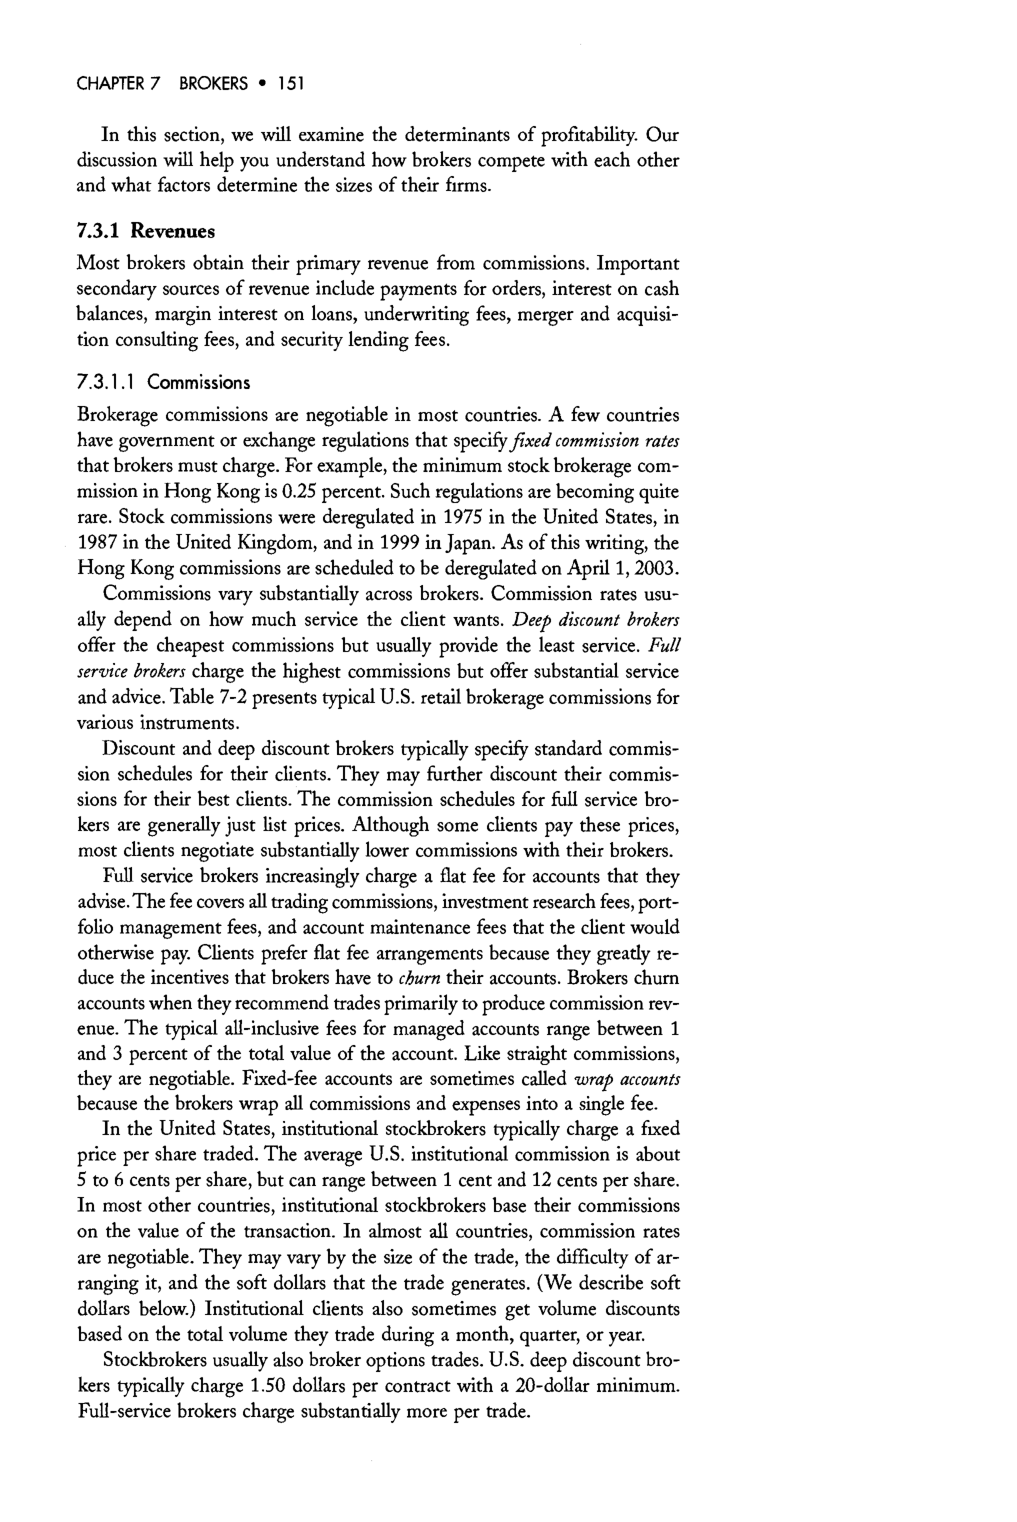 CHAPTER 7 BROKERS • 151
In this section, we will examine the determinants of profitability. Our
discussion will help you understand how brokers compete with each other
and what factors determine the sizes of their firms.
7.3.1 Revenues
Most brokers obtain their primary revenue from commissions. Important
secondary sources of revenue include payments for orders, interest on cash
balances, margin interest on loans, underwriting fees, merger and acquisi-
tion consulting fees, and security lending fees.
7.3.1.1 Commissions
Brokerage commissions are negotiable in most countries. A few countries
have government or exchange regulations that specify fixed commission rates
that brokers must charge. For example, the minimum stock brokerage com-
mission in Hong Kong is 0.25 percent. Such regulations are becoming quite
rare. Stock commissions were deregulated in 1975 in the United States, in
1987 in the United Kingdom, and in 1999 in Japan. As of this writing, the
Hong Kong commissions are scheduled to be deregulated on April 1, 2003.
Commissions vary substantially across brokers. Commission rates usu-
ally depend on how much service the client wants. Deep discount brokers
offer the cheapest commissions but usually provide the least service. Full
service brokers charge the highest commissions but offer substantial service
and advice. Table 7-2 presents typical U.S. retail brokerage commissions for
various instruments.
Discount and deep discount brokers typically specify standard commis-
sion schedules for their clients. They may further discount their commis-
sions for their best clients. The commission schedules for full service bro-
kers are generally just list prices. Although some clients pay these prices,
most clients negotiate substantially lower commissions with their brokers.
Full service brokers increasingly charge a flat fee for accounts that they
advise. The fee covers all trading commissions, investment research fees, port-
folio management fees, and account maintenance fees that the client would
otherwise pay. Clients prefer flat fee arrangements because they greatly re-
duce the incentives that brokers have to churn their accounts. Brokers churn
accounts when they recommend trades primarily to produce commission rev-
enue. The typical all-inclusive fees for managed accounts range between 1
and 3 percent of the total value of the account. Like straight commissions,
they are negotiable. Fixed-fee accounts are sometimes called wrap accounts
because the brokers wrap all commissions and expenses into a single fee.
In the United States, institutional stockbrokers typically charge a fixed
price per share traded. The average U.S. institutional commission is about
5 to 6 cents per share, but can range between 1 cent and 12 cents per share.
In most other countries, institutional stockbrokers base their commissions
on the value of the transaction. In almost all countries, commission rates
are negotiable. They may vary by the size of the trade, the difficulty of ar-
ranging it, and the soft dollars that the trade generates. (We describe soft
dollars below.) Institutional clients also sometimes get volume discounts
based on the total volume they trade during a month, quarter, or year.
Stockbrokers usually also broker options trades. U.S. deep discount bro-
kers typically charge 1.50 dollars per contract with a 20-dollar minimum.
Full-service brokers charge substantially more per trade.